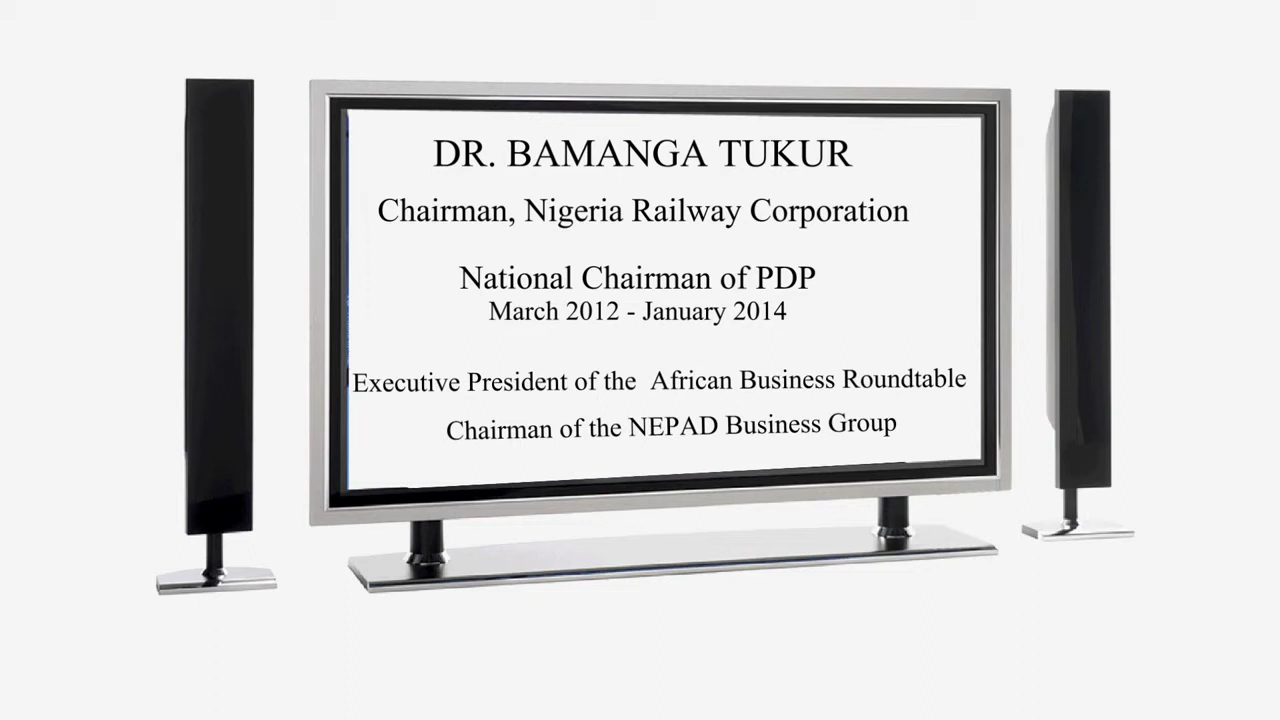 DR. BAMANGA TUKUR
Chairman, Nigeria Railway Corporation
National Chairman of PDP
March 2012 - January 2014
Executive President of the African Business Roundtable
Chairman of the NEPAD Business Group